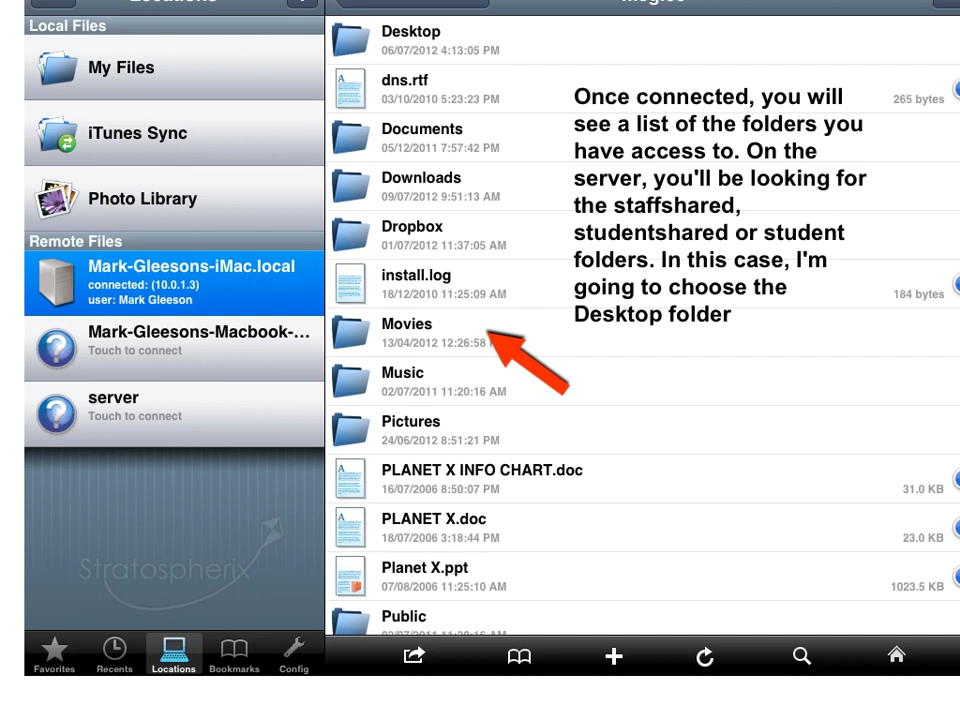 Locations
Local Files
My Files
iTunes Sync
Photo Library
Remote Files
Mark-Gleesons-iMac.local
connected: (10.0.1.3)
user: Mark Gleeson
Mark-Gleesons-Macbook-...
Touch to connect
server
Touch to connect
Stratospherix
Favorites
Recents
Locations
Bookmarks
Config
Desktop
06/07/2012 4:13:05 PM
dns.rtf
03/10/2010 5:23:23 PM
265 bytes
Documents
05/12/2011 7:57:42 PM
Downloads
09/07/2012 9:51:13 AM
Dropbox
01/07/2012 11:37:05 AM
install.log
18/12/2010 11:25:09 AM
184 bytes
Movies
13/04/2012 12:26:58
Music
02/07/2011 11:20:16 AM
Pictures
24/06/2012 8:51:21 PM
PLANET X INFO CHART.doc
16/07/2006 8:50:07 PM
31.0 KB
PLANET X.doc
18/07/2006 3:18:44 PM
23.0 KB
Planet X.ppt
07/08/2006 11:25:10 AM
1023.5 KB
Public
Once connected, you will
see a list of the folders you
have access to. On the
server, you'll be looking for
the staffshared,
studentshared or student
folders. In this case, I'm
going to choose the
Desktop folder